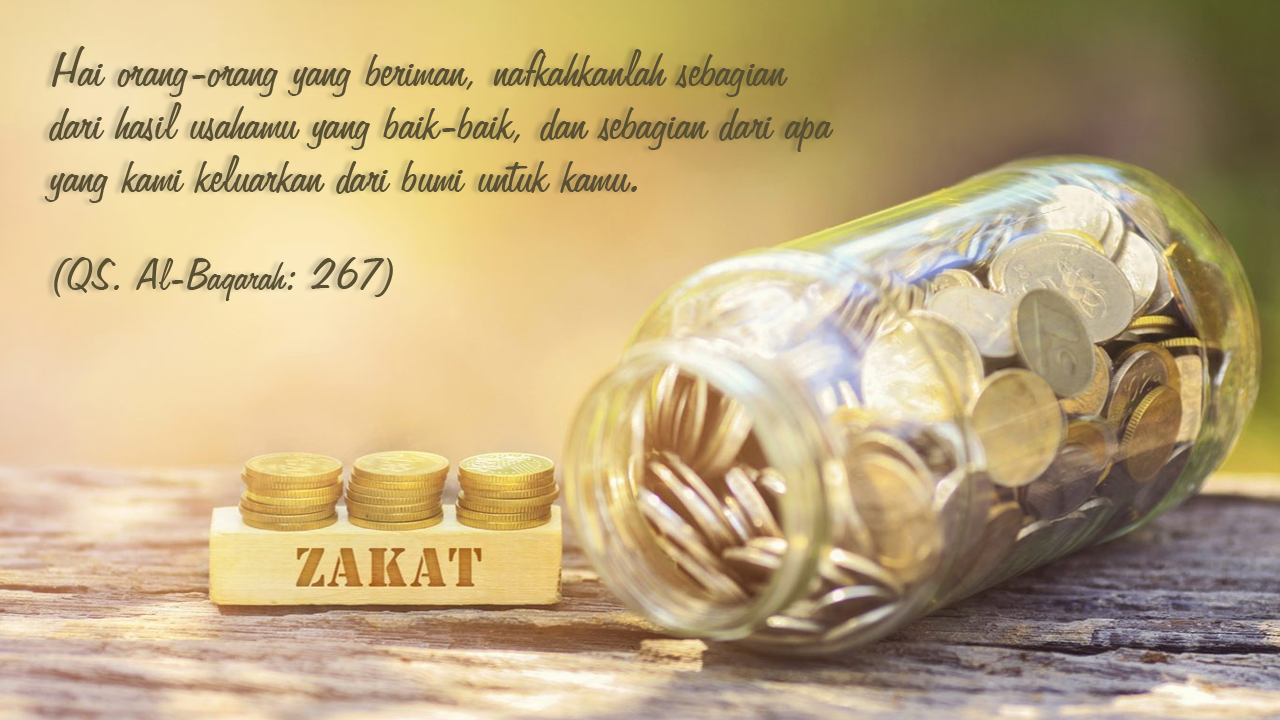 Hai orang-orang yang beriman, nafkahkanlah sebagian
dari hasil usahamu yang baik-baik, dan sebagian dari apa
yang kami keluarkan dari bumi untuk kamu.
(QS. Al-Baqarah: 267)
ZAKAT